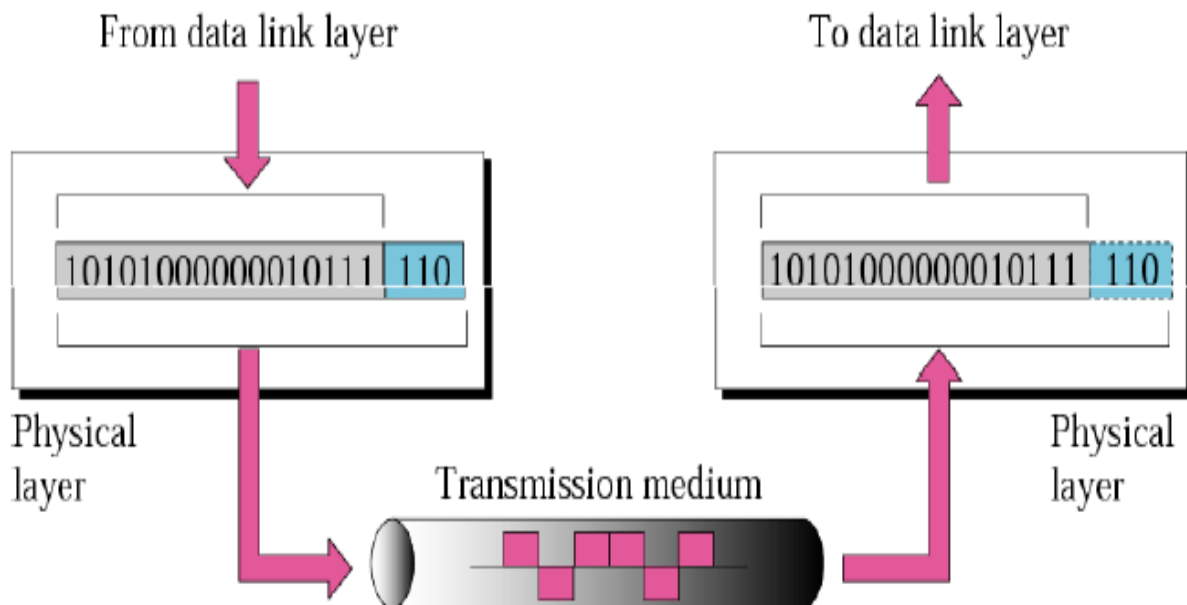 From data link layer
To data link layer
10101000000010111 110
10101000000010111 110
Physical
layer
Physical
layer
Transmission medium